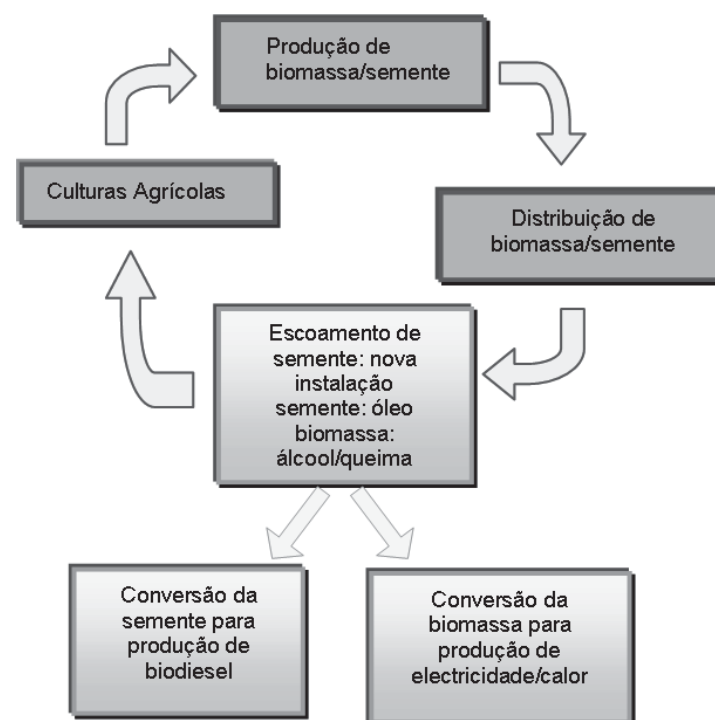 Produção de
biomassa/semente
Culturas Agrícolas
Distribuição de
biomassa/semente
Escoamento de
semente: nova
instalação
semente: óleo
biomassa:
álcool/queima
Conversão da
semente para
produção de
biodiesel
Conversão da
biomassa para
produção de
electricidade/calor